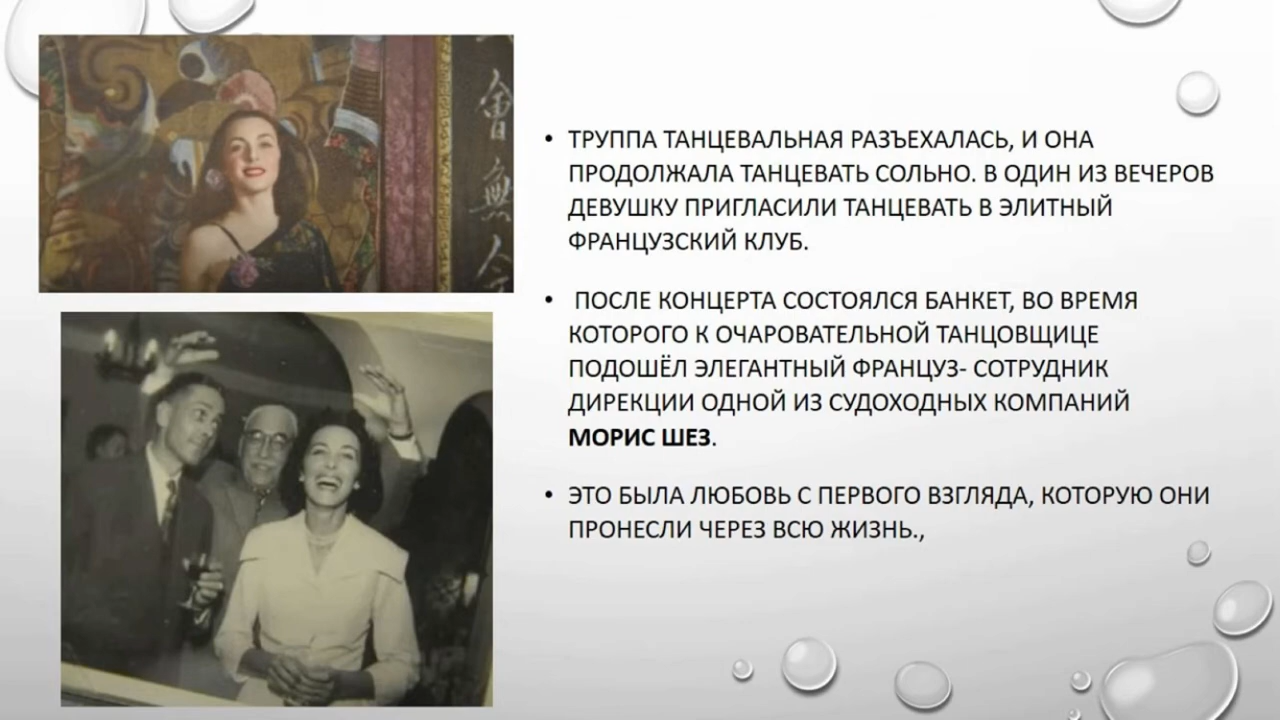 會
無
• ТРУППА ТАНЦЕВАЛЬНАЯ РАЗЪЕХАЛАСЬ, И ОНА
ПРОДОЛЖАЛА ТАНЦЕВАТЬ СОЛЬНО. В ОДИН ИЗ ВЕЧЕРОВ
ДЕВУШКУ ПРИГЛАСИЛИ ТАНЦЕВАТЬ В ЭЛИТНЫЙ
ФРАНЦУЗСКИЙ КЛУБ.
• ПОСЛЕ КОНЦЕРТА СОСТОЯЛСЯ БАНКЕТ, ВО ВРЕМЯ
КОТОРОГО К ОЧАРОВАТЕЛЬНОЙ ТАНЦОВЩИЦЕ
ПОДОШЁЛ ЭЛЕГАНТНЫЙ ФРАНЦУЗ- СОТРУДНИК
ДИРЕКЦИИ ОДНОЙ ИЗ СУДОХОДНЫХ КОМПАНИЙ
МОРИС ШЕЗ.
• ЭТО БЫЛА ЛЮБОВЬ С ПЕРВОГО ВЗГЛЯДА, КОТОРУЮ ОНИ
ПРОНЕСЛИ ЧЕРЕЗ ВСЮ ЖИЗНЬ.,